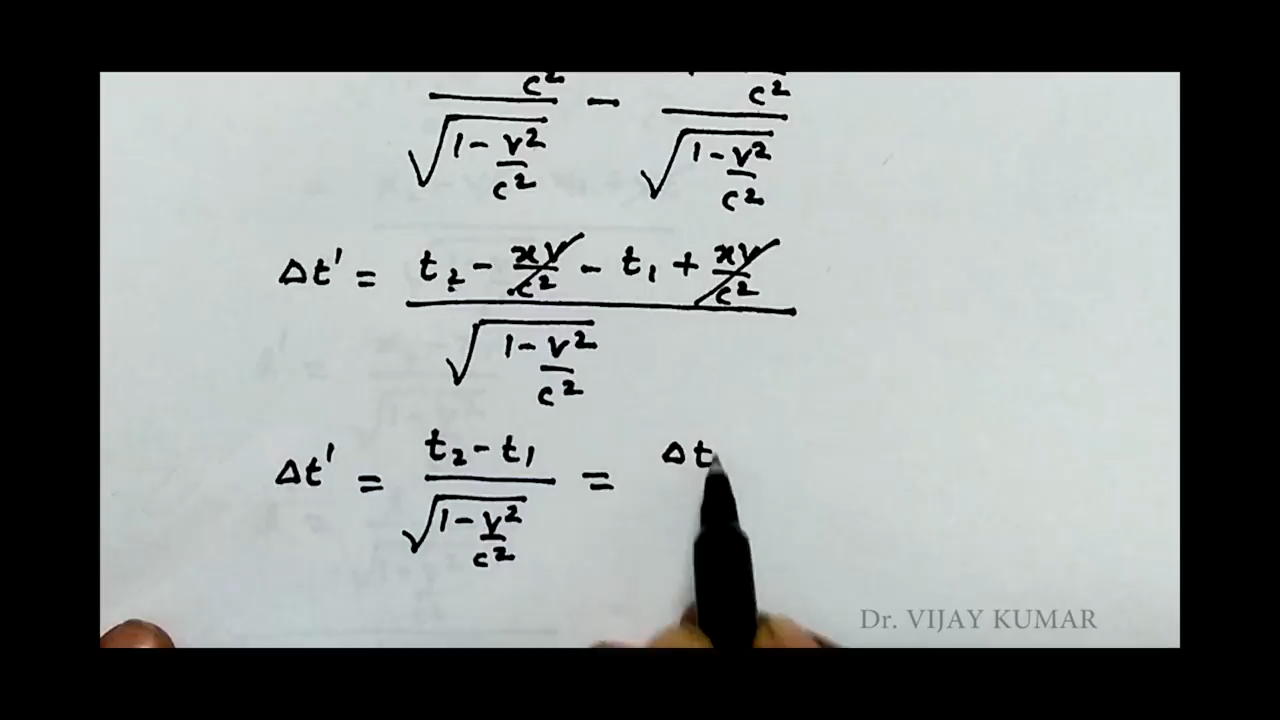 c² - c²
√1 - v²/c² √1 - v²/c²
Δt' = t₂ - xv/c² - t₁ + xv/c²
√1 - v²/c²
Δt' = t₂ - t₁ = Δt
√1 - v²/c²
Dr. VIJAY KUMAR